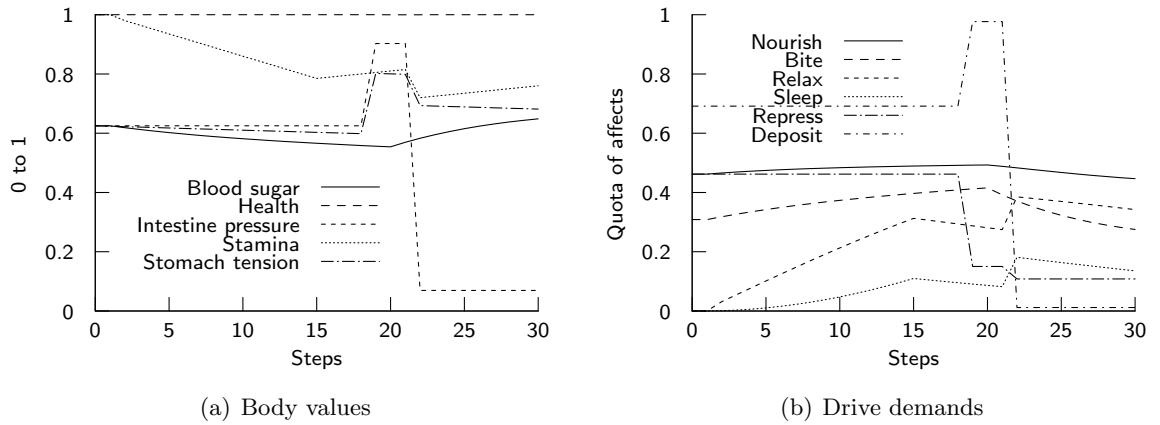 1
0.8
0.6
0.4
0.2
0
0 to 1
0 5 10 15 20 25 30
Steps
Blood sugar
Health
Intestine pressure
Stamina
Stomach tension
(a) Body values
1
0.8
0.6
0.4
0.2
0
Quota of affects
0 5 10 15 20 25 30
Steps
Nourish
Bite
Relax
Sleep
Repress
Deposit
(b) Drive demands